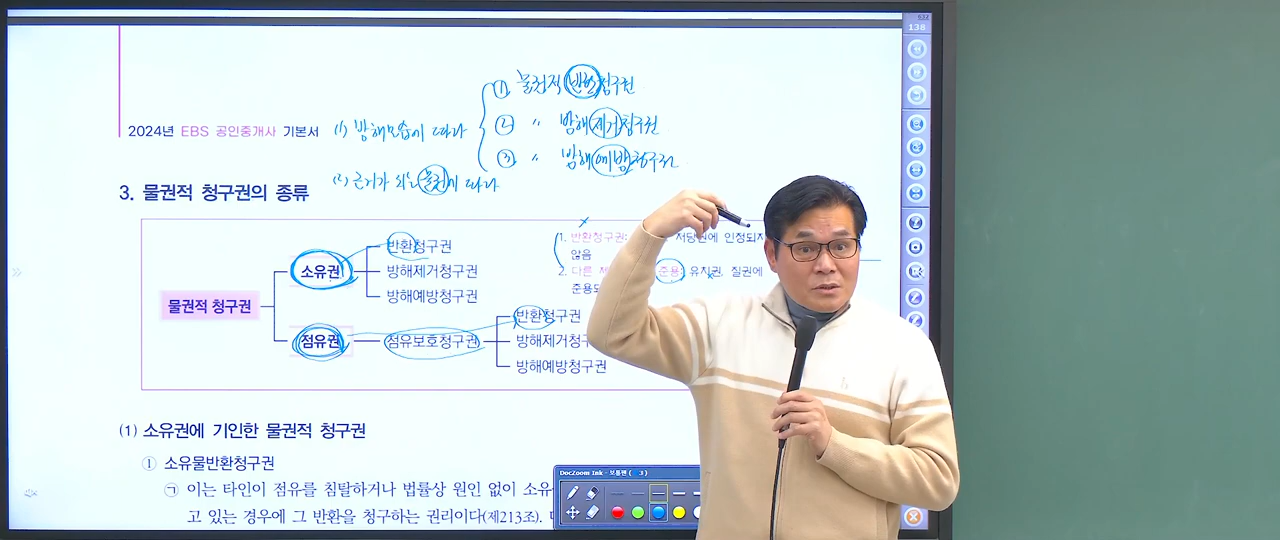 138
① 물권적 반환청구권
(1) 방해모습에 따라
② 〃 방해제거청구권
③ 〃 방해예방청구권
2024년 EBS 공인중개사 기본서
(2) 근거가 되는 물권에 따라
3. 물권적 청구권의 종류
물권적 청구권
소유권
반환청구권
방해제거청구권
방해예방청구권
점유권
점유보호청구권
반환청구권
방해제거청구
방해예방청구권
1. 반환청구권: 저당권에 인정되지
않음
2. 다른 준용: 유치권, 질권에
준용되
(1) 소유권에 기인한 물권적 청구권
① 소유물반환청구권
㉠ 이는 타인이 점유를 침탈하거나 법률상 원인 없이 소유
고 있는 경우에 그 반환을 청구하는 권리이다(제213조).
DocZoom Ink - 보통펜 ( 3 )